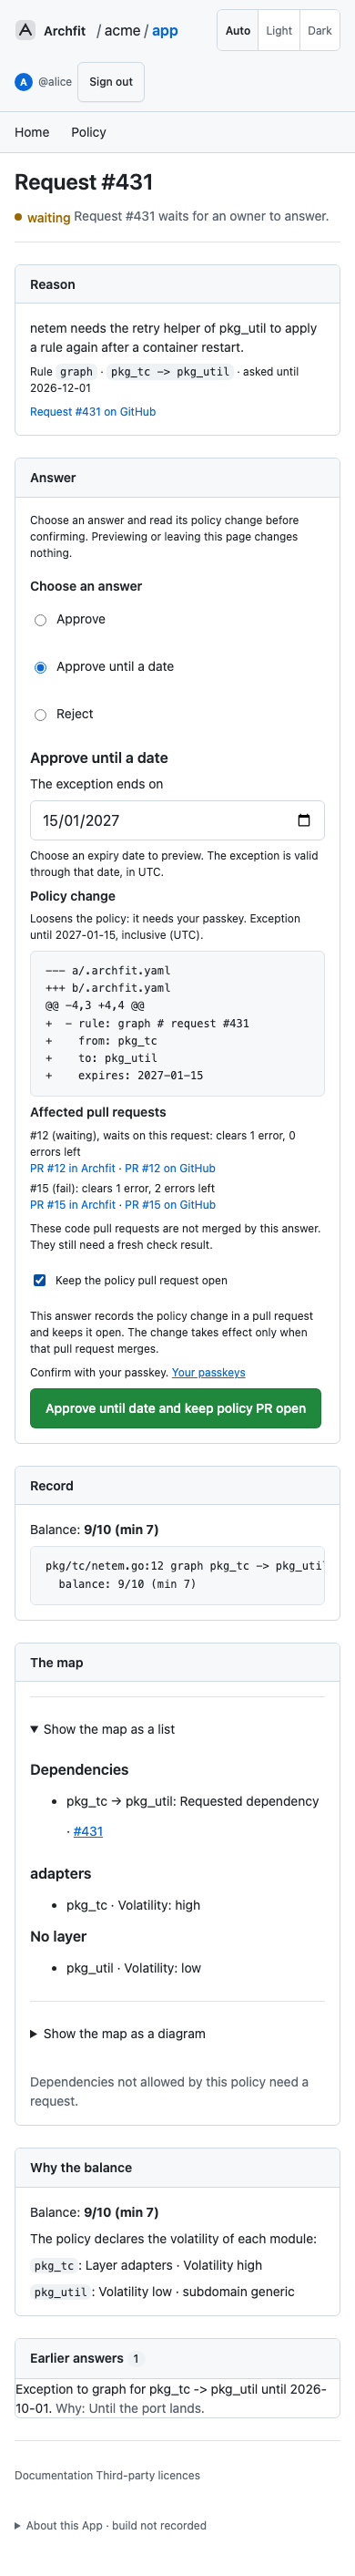 Archfit / acme / app
Auto Light Dark
A @alice Sign out
Home Policy
Request #431
waiting Request #431 waits for an owner to answer.
Reason
netem needs the retry helper of pkg_util to apply
a rule again after a container restart.
Rule graph · pkg_tc -> pkg_util · asked until
2026-12-01
Request #431 on GitHub
Answer
Choose an answer and read its policy change before
confirming. Previewing or leaving this page changes
nothing.
Choose an answer
Approve
Approve until a date
Reject
Approve until a date
The exception ends on
15/01/2027
Choose an expiry date to preview. The exception is valid
through that date, in UTC.
Policy change
Loosens the policy: it needs your passkey. Exception
until 2027-01-15, inclusive (UTC).
--- a/.archfit.yaml
+++ b/.archfit.yaml
@@ -4,3 +4,4 @@
+  - rule: graph # request #431
+    from: pkg_tc
+    to: pkg_util
+    expires: 2027-01-15
Affected pull requests
#12 (waiting), waits on this request: clears 1 error, 0
errors left
PR #12 in Archfit · PR #12 on GitHub
#15 (fail): clears 1 error, 2 errors left
PR #15 in Archfit · PR #15 on GitHub
These code pull requests are not merged by this answer.
They still need a fresh check result.
Keep the policy pull request open
This answer records the policy change in a pull request
and keeps it open. The change takes effect only when
that pull request merges.
Confirm with your passkey. Your passkeys
Approve until date and keep policy PR open
Record
Balance: 9/10 (min 7)
pkg/tc/netem.go:12 graph pkg_tc -> pkg_util
balance: 9/10 (min 7)
The map
Show the map as a list
Dependencies
• pkg_tc → pkg_util: Requested dependency
· #431
adapters
• pkg_tc · Volatility: high
No layer
• pkg_util · Volatility: low
Show the map as a diagram
Dependencies not allowed by this policy need a
request.
Why the balance
Balance: 9/10 (min 7)
The policy declares the volatility of each module:
pkg_tc: Layer adapters · Volatility high
pkg_util: Volatility low · subdomain generic
Earlier answers 1
Exception to graph for pkg_tc -> pkg_util until 2026-
10-01. Why: Until the port lands.
Documentation Third-party licences
About this App · build not recorded